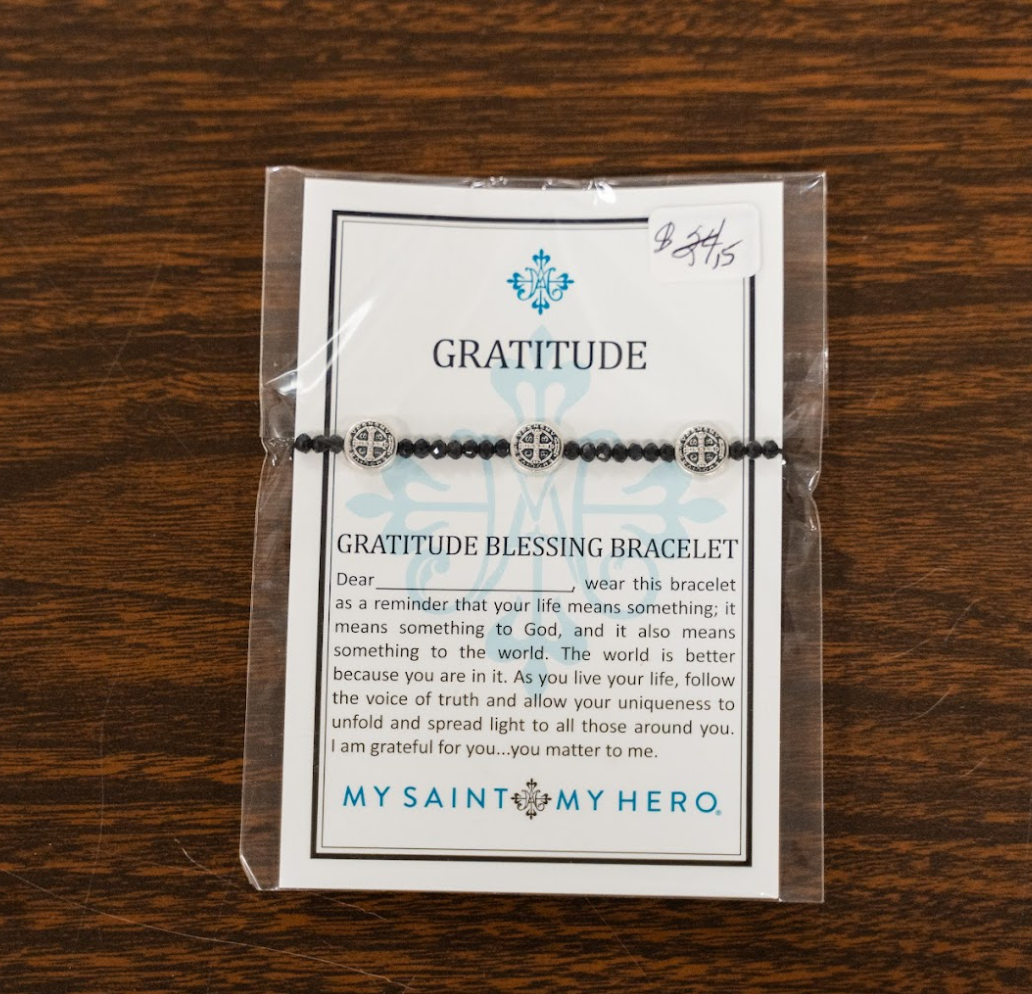 GRATITUDE
GRATITUDE BLESSING BRACELET
Dear____________________, wear this bracelet
as a reminder that your life means something; it
means something to God, and it also means
something to the world. The world is better
because you are in it. As you live your life, follow
the voice of truth and allow your uniqueness to
unfold and spread light to all those around you.
I am grateful for you...you matter to me.
MY SAINT MY HERO®